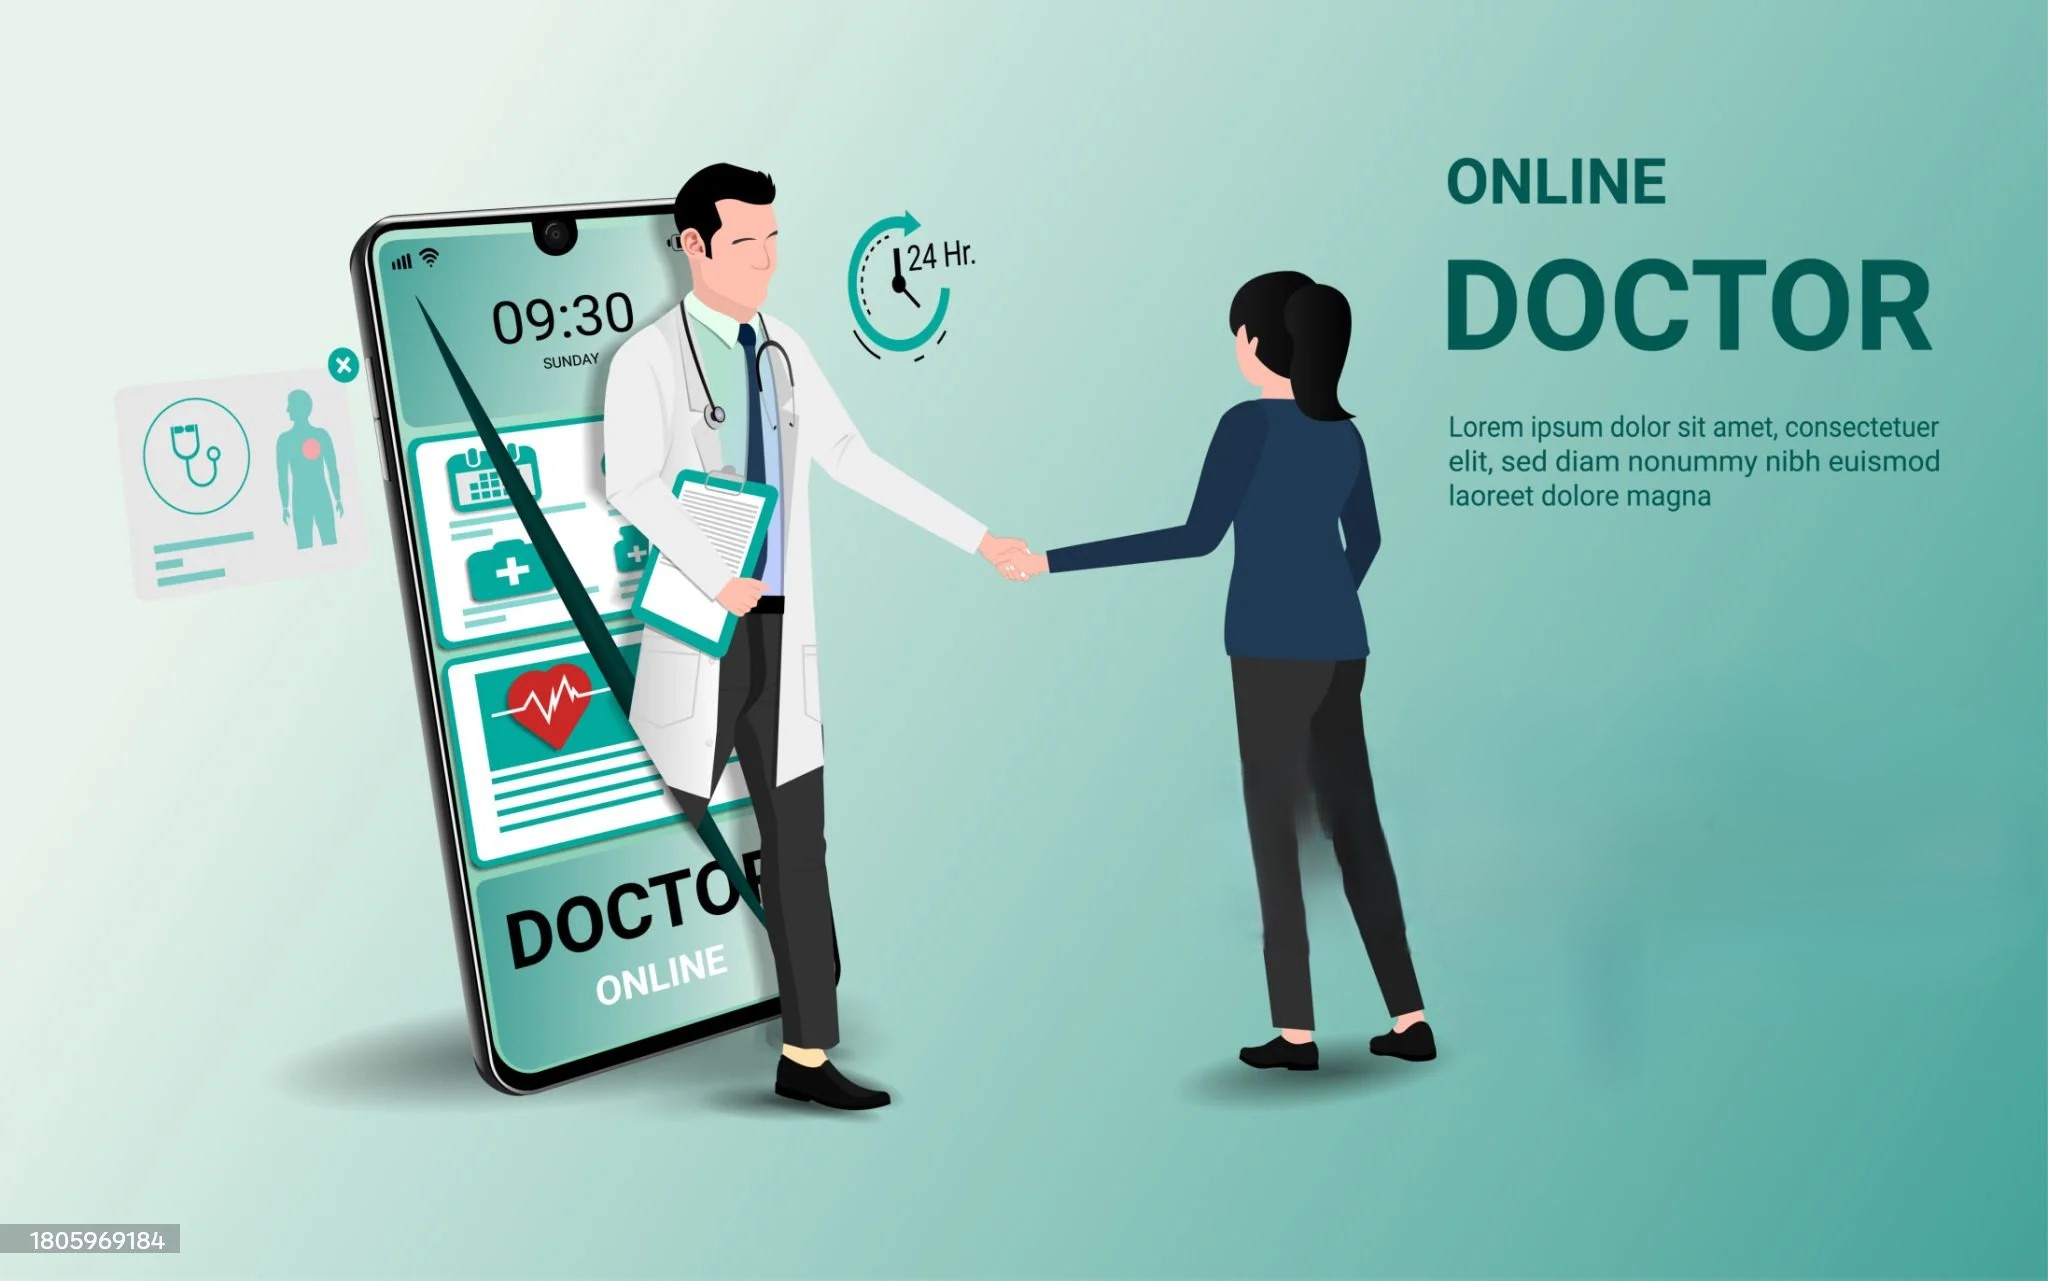 ONLINE
DOCTOR
Lorem ipsum dolor sit amet, consectetuer
elit, sed diam nonummy nibh euismod
laoreet dolore magna
24 Hr.
09:30
SUNDAY
DOCTOR
ONLINE
1805969184